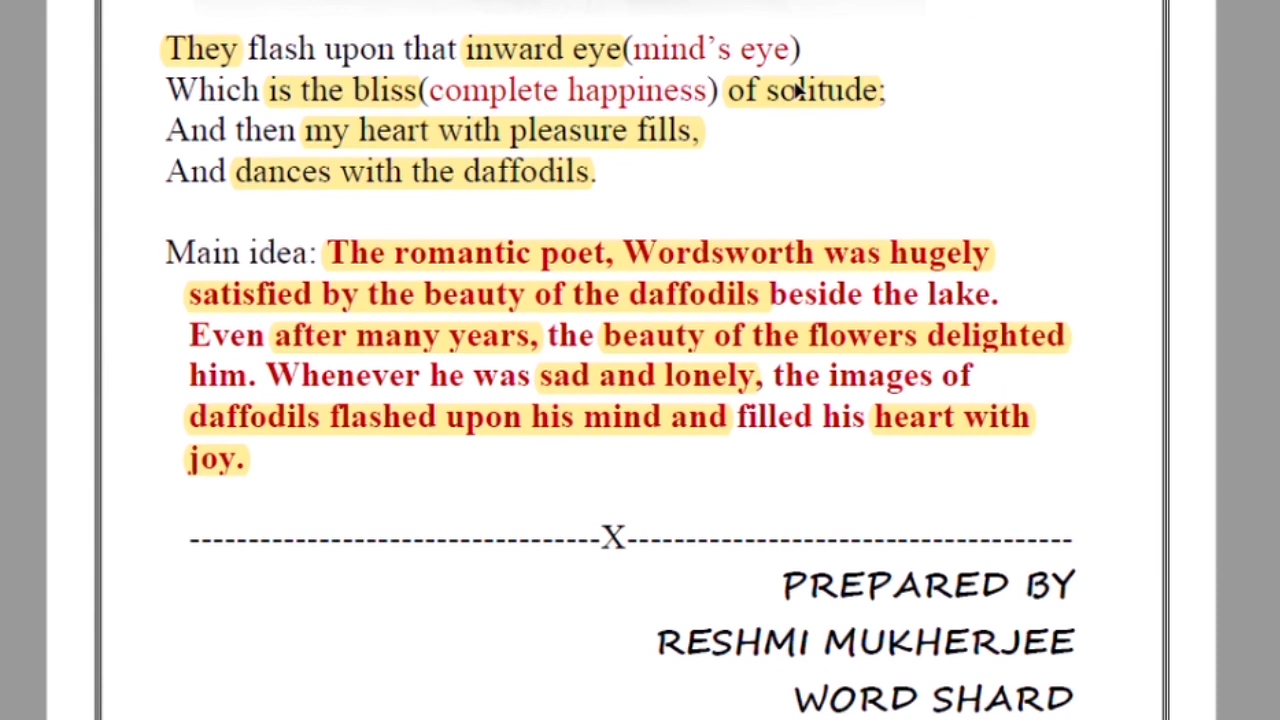 They flash upon that inward eye(mind's eye)
Which is the bliss(complete happiness) of solitude;
And then my heart with pleasure fills,
And dances with the daffodils.
Main idea: The romantic poet, Wordsworth was hugely
satisfied by the beauty of the daffodils beside the lake.
Even after many years, the beauty of the flowers delighted
him. Whenever he was sad and lonely, the images of
daffodils flashed upon his mind and filled his heart with
joy.
-----------------------------------X--------------------------------------
PREPARED BY
RESHMI MUKHERJEE
WORD SHARD